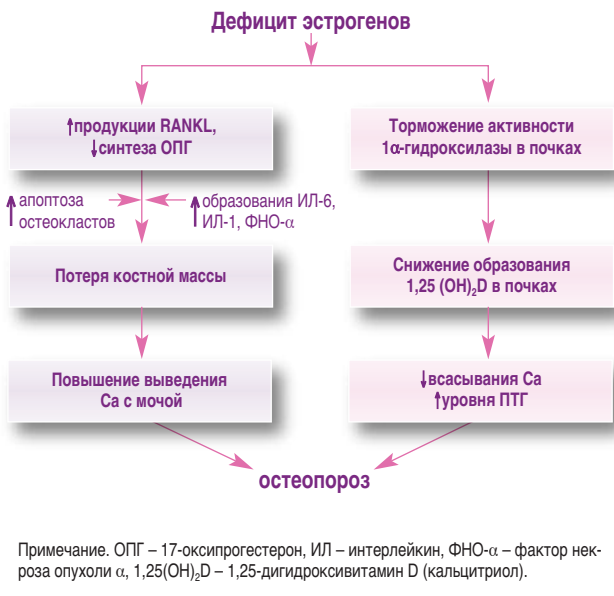 Дефицит эстрогенов
↑продукции RANKL,
↓синтеза ОПГ
Торможение активности
1α-гидроксилазы в почках
↑ апоптоза
остеокластов
↑ образования ИЛ-6,
ИЛ-1, ФНО-α
Потеря костной массы
Снижение образования
1,25 (OH)₂D в почках
Повышение выведения
Ca с мочой
↓всасывания Ca
↑уровня ПТГ
остеопороз
Примечание. ОПГ – 17-оксипрогестерон, ИЛ – интерлейкин, ФНО-α – фактор нек-
роза опухоли α, 1,25(OH)₂D – 1,25-дигидроксивитамин D (кальцитриол).